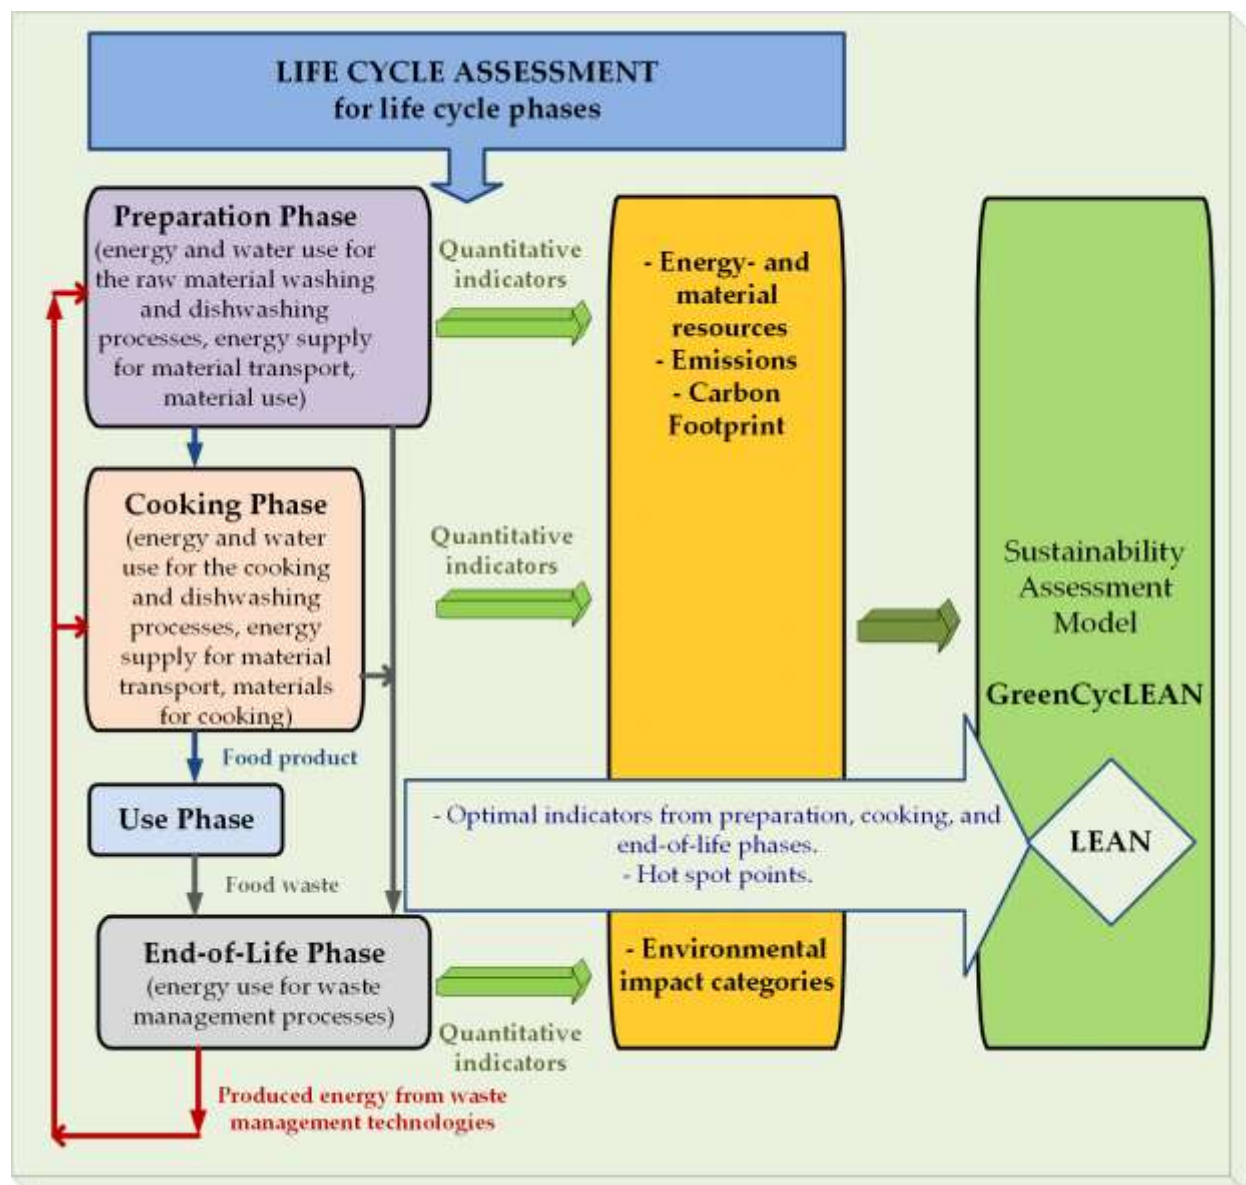 LIFE CYCLE ASSESSMENT
for life cycle phases
Preparation Phase
(energy and water use for
the raw material washing
and dishwashing
processes, energy supply
for material transport,
material use)
Quantitative
indicators
- Energy- and
material
resources
- Emissions
- Carbon
Footprint
Cooking Phase
(energy and water
use for the cooking
and dishwashing
processes, energy
supply for material
transport, materials
for cooking)
Quantitative
indicators
Sustainability
Assessment
Model
GreenCycLEAN
Food product
Use Phase
- Optimal indicators from preparation, cooking, and
end-of-life phases.
- Hot spot points.
LEAN
Food waste
End-of-Life Phase
(energy use for waste
management processes)
- Environmental
impact categories
Quantitative
indicators
Produced energy from waste
management technologies